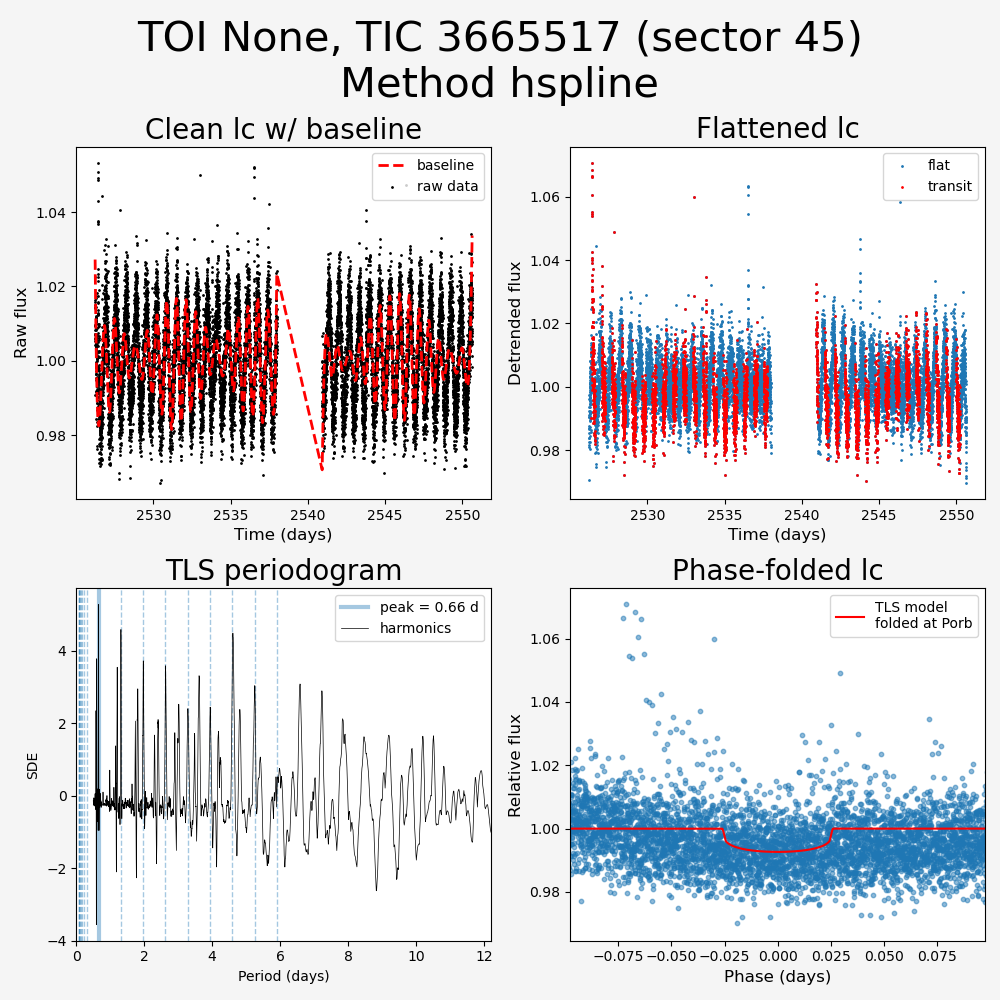 TOI None, TIC 3665517 (sector 45)
Method hspline
Clean lc w/ baseline
Flattened lc
baseline
raw data
flat
transit
1.04
1.02
1.00
0.98
Raw flux
1.06
1.04
1.02
1.00
0.98
Detrended flux
2530
2535
2540
2545
2550
Time (days)
2530
2535
2540
2545
2550
Time (days)
TLS periodogram
Phase-folded lc
peak = 0.66 d
harmonics
TLS model
folded at Porb
4
2
0
−2
−4
SDE
1.06
1.04
1.02
1.00
0.98
Relative flux
0
2
4
6
8
10
12
Period (days)
−0.075
−0.050
−0.025
0.000
0.025
0.050
0.075
Phase (days)